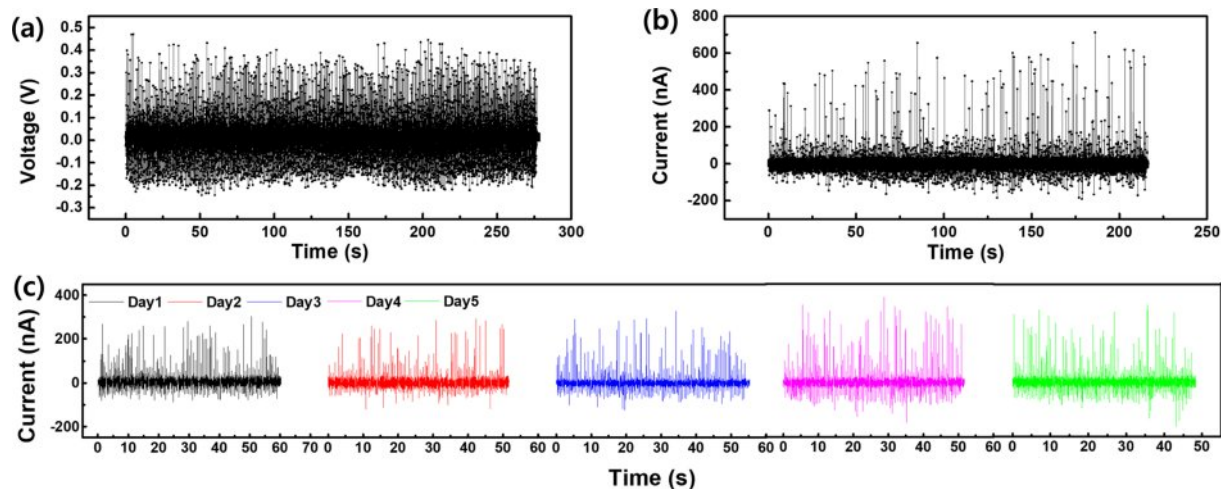 (a)
Voltage (V)
0.5
0.4
0.3
0.2
0.1
0.0
-0.1
-0.2
-0.3
0 50 100 150 200 250 300
Time (s)
(b)
Current (nA)
800
600
400
200
0
-200
0 50 100 150 200 250
Time (s)
(c)
Current (nA)
400
200
0
-200
Day1 Day2 Day3 Day4 Day5
0 10 20 30 40 50 60 70 0 10 20 30 40 50 60 0 10 20 30 40 50 60 0 10 20 30 40 50 60 0 10 20 30 40 50
Time (s)